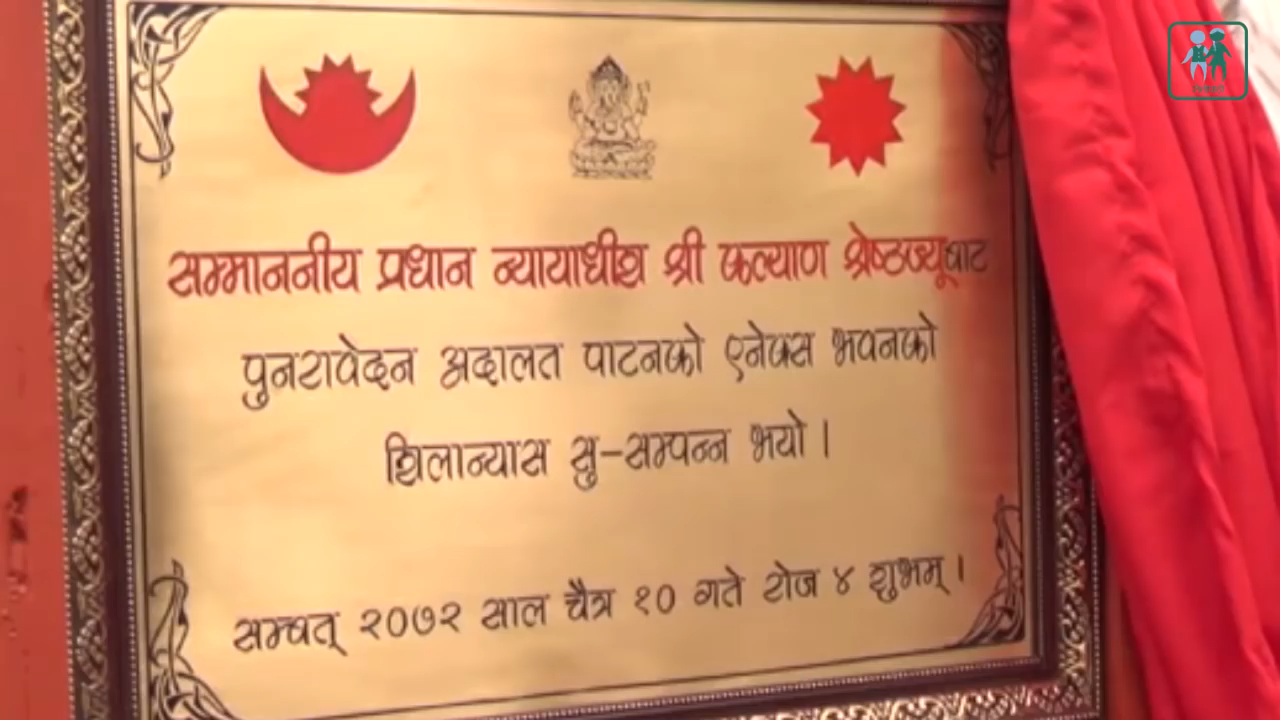 सम्माननीय प्रधान न्यायाधीश श्री कल्याण श्रेष्ठज्यूबाट
पुनरावेदन अदालत पाटनको एनेक्स भवनको
शिलान्यास सु-सम्पन्न भयो ।
सम्बत् २०७२ साल चैत्र १० गते रोज ४ शुभम् ।